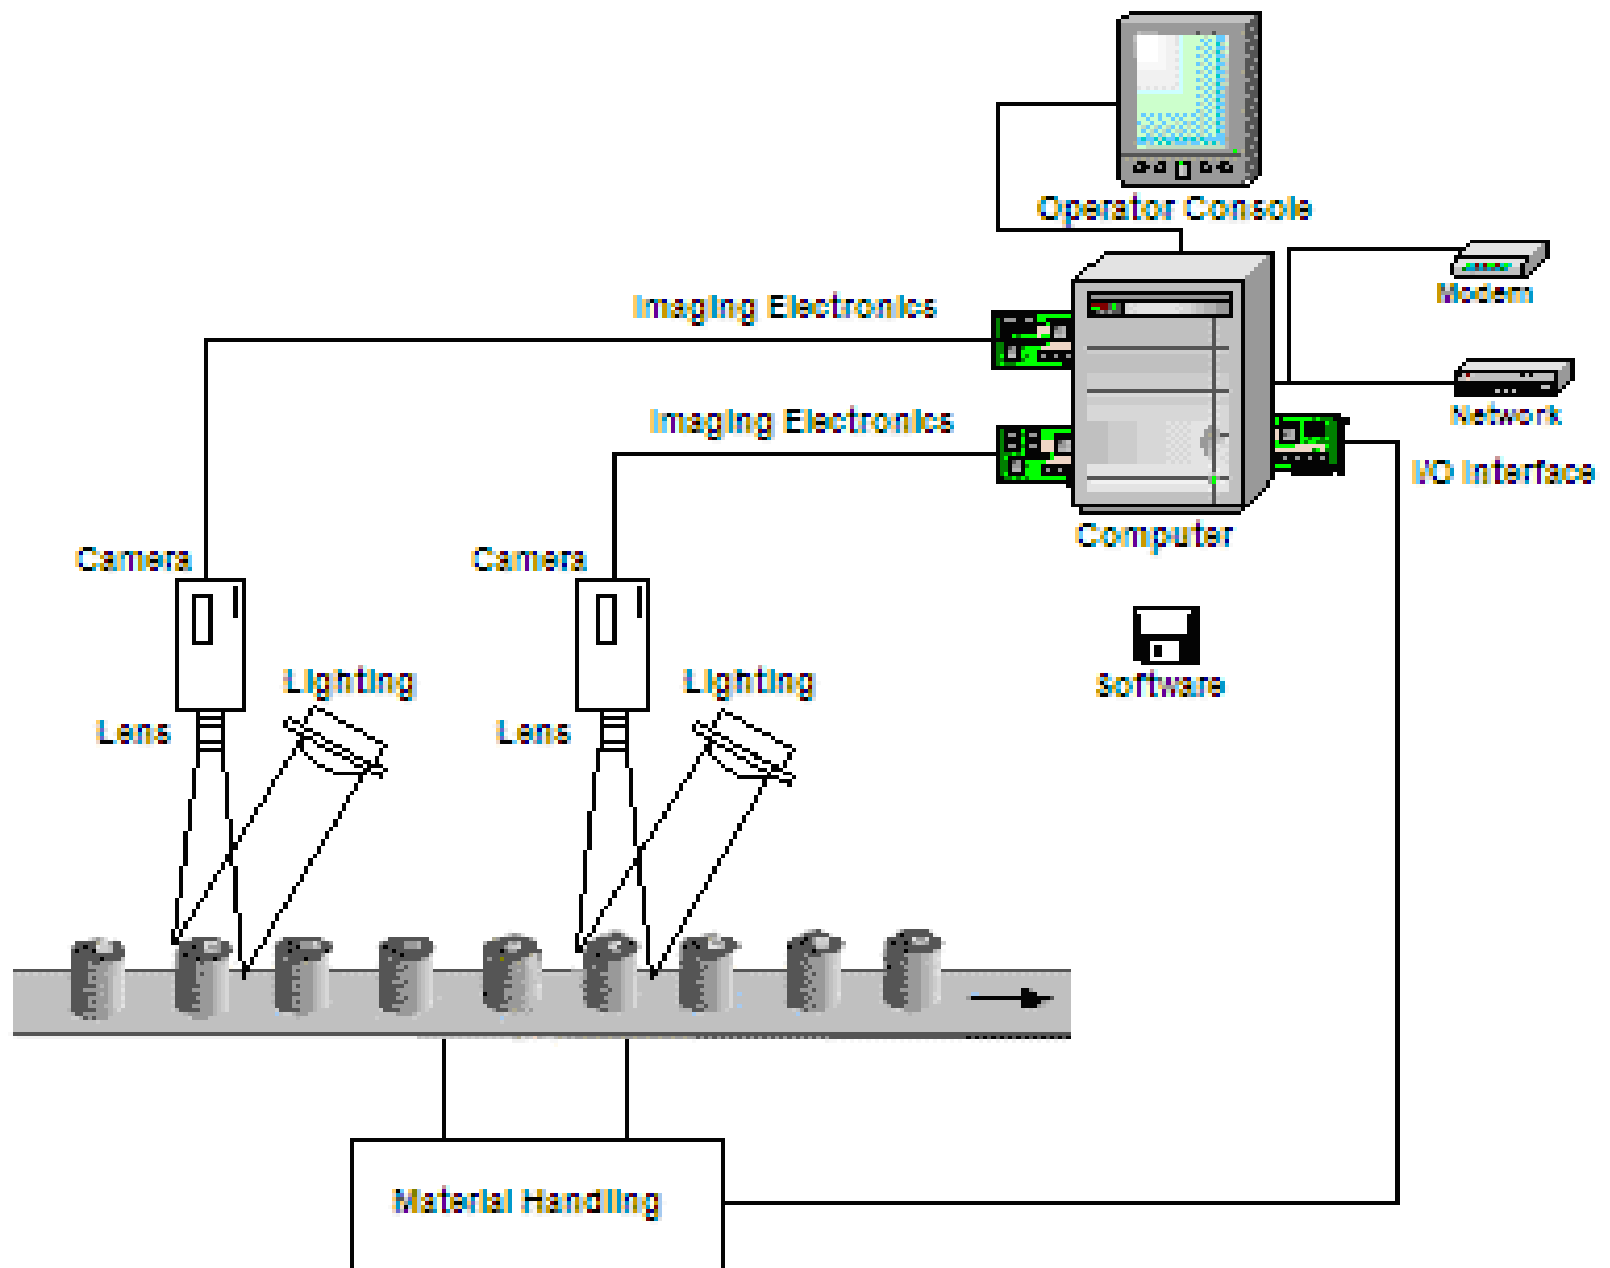 Operator Console
Modem
Imaging Electronics
Network
Imaging Electronics
I/O Interface
Computer
Camera
Camera
Software
Lighting
Lighting
Lens
Lens
Material Handling